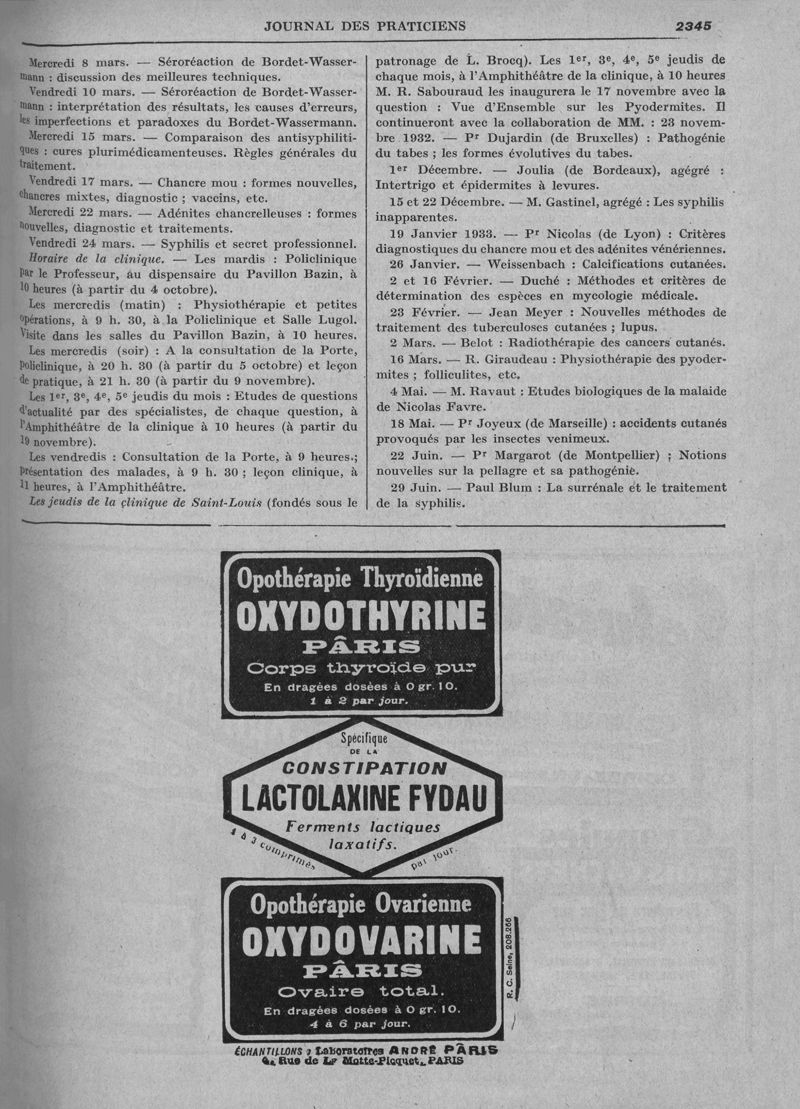 JOURNAL DES PRATICIENS
2345
Mercredi 8 mars. — Séroréaction de Bordet-Wasser-
mann : discussion des meilleures techniques.
Vendredi 10 mars. — Séroréaction de Bordet-Wasser-
mann : interprétation des résultats, les causes d'erreurs,
les imperfections et paradoxes du Bordet-Wassermann.
Mercredi 15 mars. — Comparaison des antisyphiliti-
ques : cures plurimédicamenteuses. Règles générales du
traitement.
Vendredi 17 mars. — Chancre mou : formes nouvelles,
chancres mixtes, diagnostic ; vaccins, etc.
Mercredi 22 mars. — Adénites chancrelleuses : formes
nouvelles, diagnostic et traitements.
Vendredi 24 mars. — Syphilis et secret professionnel.
Horaire de la clinique. — Les mardis : Policlinique
par le Professeur, au dispensaire du Pavillon Bazin, à
10 heures (à partir du 4 octobre).
Les mercredis (matin) : Physiothérapie et petites
opérations, à 9 h. 30, à la Policlinique et Salle Lugol.
Visite dans les salles du Pavillon Bazin, à 10 heures.
Les mercredis (soir) : A la consultation de la Porte,
policlinique, à 20 h. 30 (à partir du 5 octobre) et leçon
de pratique, à 21 h. 30 (à partir du 9 novembre).
Les 1er, 3e, 4e, 5e jeudis du mois : Etudes de questions
d'actualité par des spécialistes, de chaque question, à
l'Amphithéâtre de la clinique à 10 heures (à partir du
19 novembre).
Les vendredis : Consultation de la Porte, à 9 heures.;
présentation des malades, à 9 h. 30 ; leçon clinique, à
11 heures, à l'Amphithéâtre.
Les jeudis de la clinique de Saint-Louis (fondés sous le
patronage de L. Brocq). Les 1er, 3e, 4e, 5e jeudis de
chaque mois, à l'Amphithéâtre de la clinique, à 10 heures
M. R. Sabouraud les inaugurera le 17 novembre avec la
question : Vue d'Ensemble sur les Pyodermites. Il
continueront avec la collaboration de MM. : 23 novem-
bre 1932. — Pr Dujardin (de Bruxelles) : Pathogénie
du tabes ; les formes évolutives du tabes.
1er Décembre. — Joulia (de Bordeaux), agégré :
Intertrigo et épidermites à levures.
15 et 22 Décembre. — M. Gastinel, agrégé : Les syphilis
inapparentes.
19 Janvier 1933. — Pr Nicolas (de Lyon) : Critères
diagnostiques du chancre mou et des adénites vénériennes.
26 Janvier. — Weissenbach : Calcifications cutanées.
2 et 16 Février. — Duché : Méthodes et critères de
détermination des espèces en mycologie médicale.
23 Février. — Jean Meyer : Nouvelles méthodes de
traitement des tuberculoses cutanées ; lupus.
2 Mars. — Belot : Radiothérapie des cancers cutanés.
16 Mars. — R. Giraudeau : Physiothérapie des pyoder-
mites ; folliculites, etc.
4 Mai. — M. Ravaut : Etudes biologiques de la malaide
de Nicolas Favre.
18 Mai. — Pr Joyeux (de Marseille) : accidents cutanés
provoqués par les insectes venimeux.
22 Juin. — Pr Margarot (de Montpellier) ; Notions
nouvelles sur la pellagre et sa pathogénie.
29 Juin. — Paul Blum : La surrénale et le traitement
de la syphilis.
Opothérapie Thyroïdienne
OXYDOTHYRINE
PÂRIS
Corps thyroïde pur
En dragées dosées à 0 gr. 10.
1 à 2 par jour.
Spécifique
DE LA
CONSTIPATION
LACTOLAXINE FYDAU
Ferments lactiques
laxatifs.
1 à 3 comprimés
par jour.
Opothérapie Ovarienne
OXYDOVARINE
PÂRIS
Ovaire total.
En dragées dosées à 0 gr. 10.
4 à 6 par jour.
R. C. Seine, 208.266
ÉCHANTILLONS : Laboratoires ANDRÉ PÂRIS
4, Rue de La Motte-Picquet, PARIS